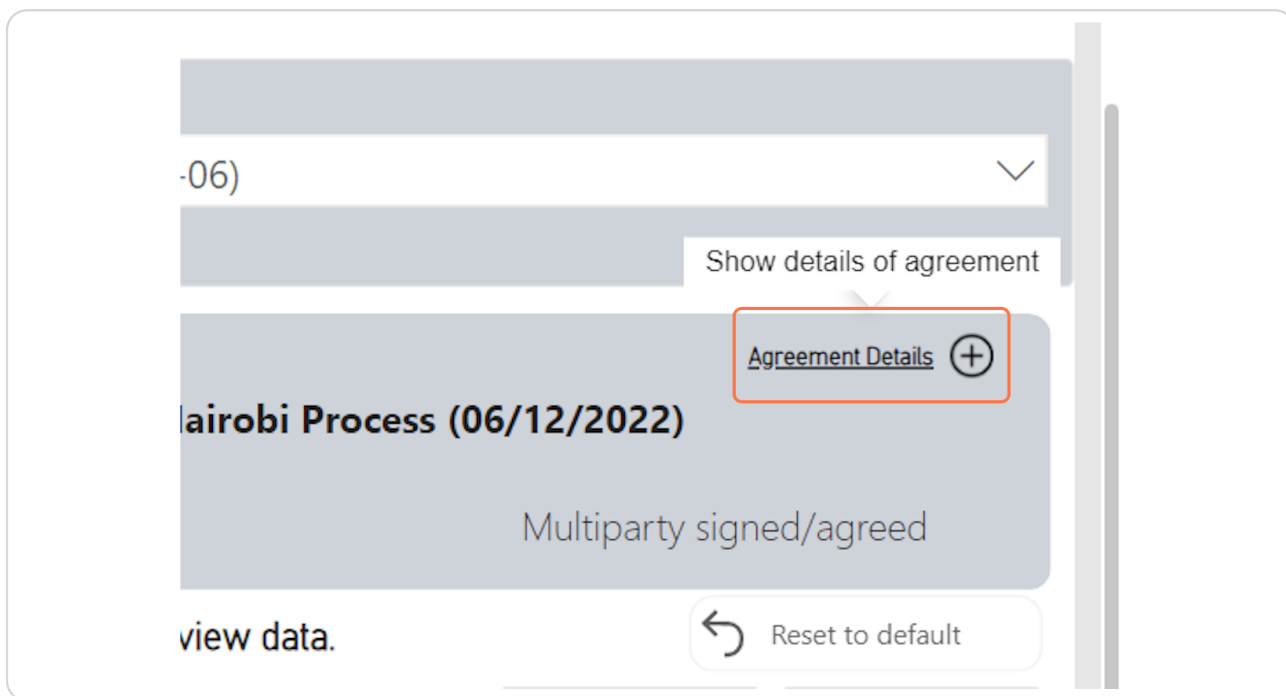 -06)
Show details of agreement
Agreement Details
airobi Process (06/12/2022)
Multiparty signed/agreed
view data.
Reset to default